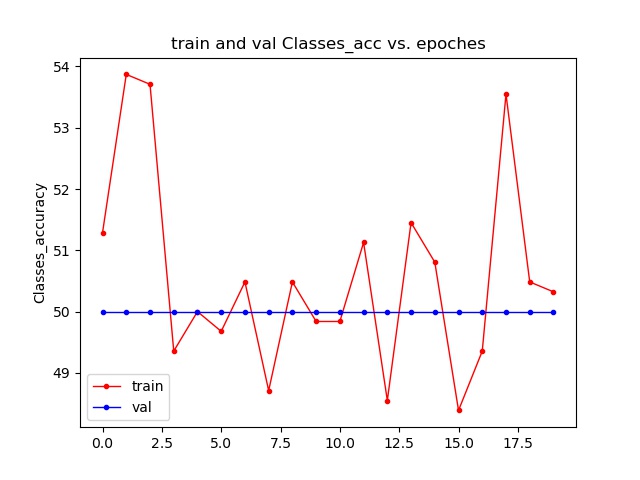 train and val Classes_acc vs. epoches
Classes_accuracy
54
53
52
51
50
49
train
val
0.0 2.5 5.0 7.5 10.0 12.5 15.0 17.5